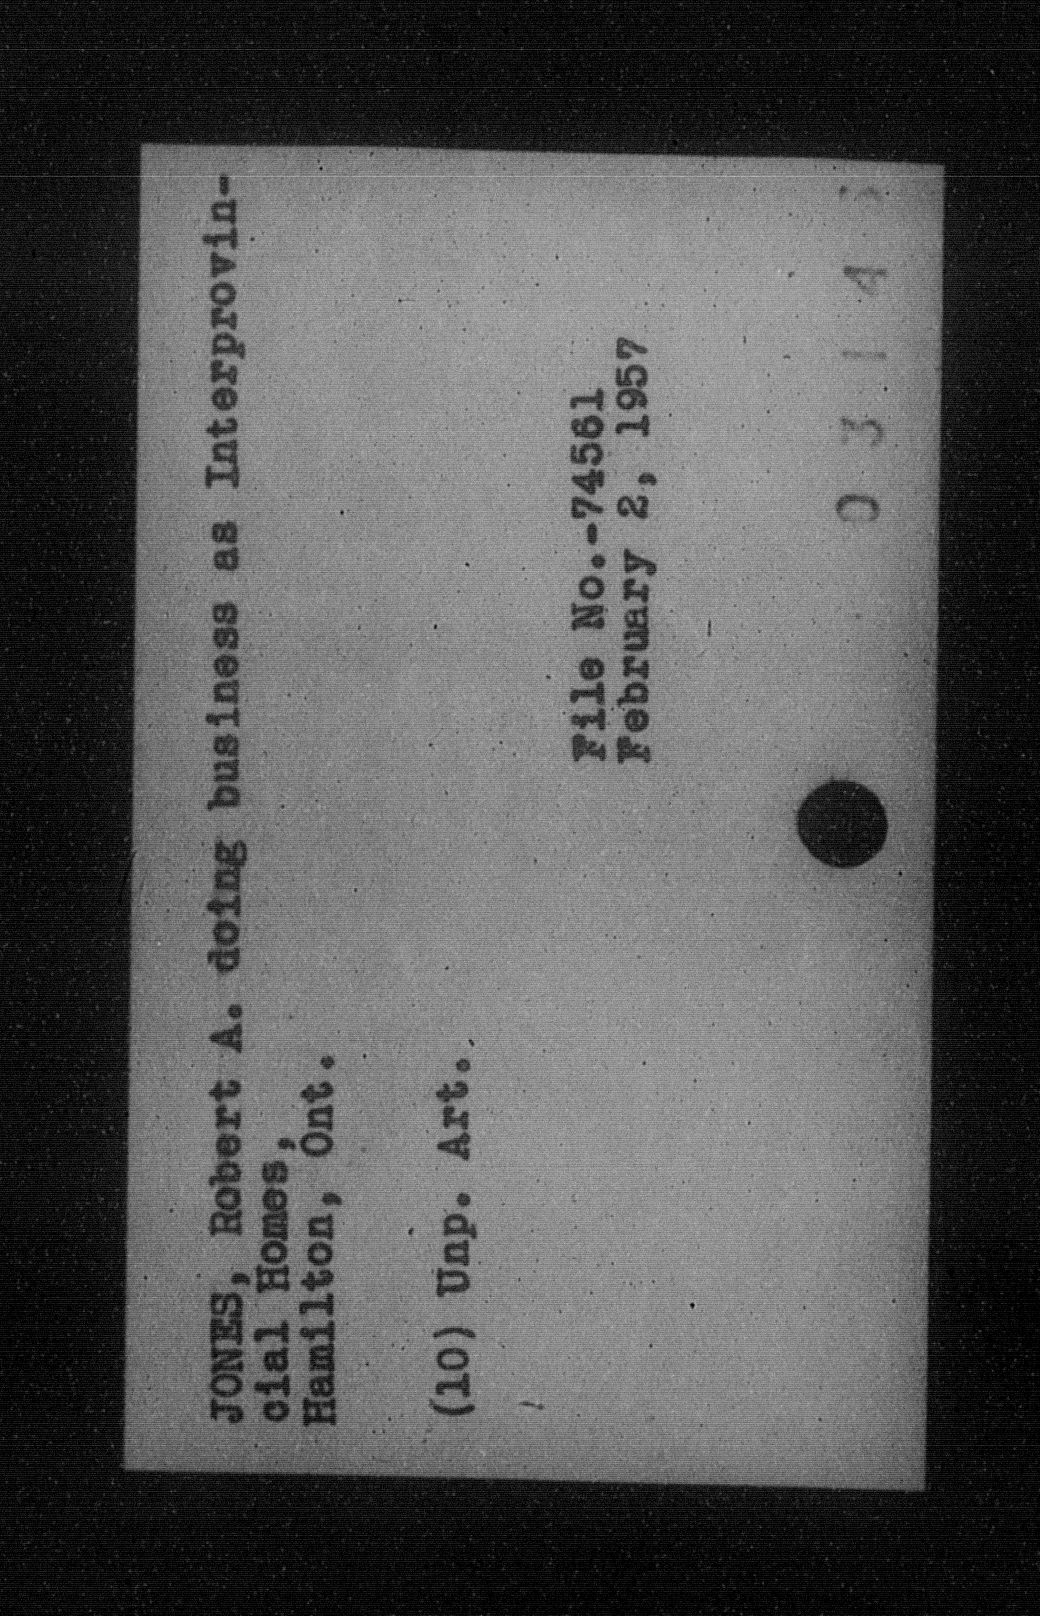 JONES, Robert A. doing business as Interprovin-
cial Homes,
Hamilton, Ont.
(10) Unp. Art.
File No.-74561
February 2, 1957